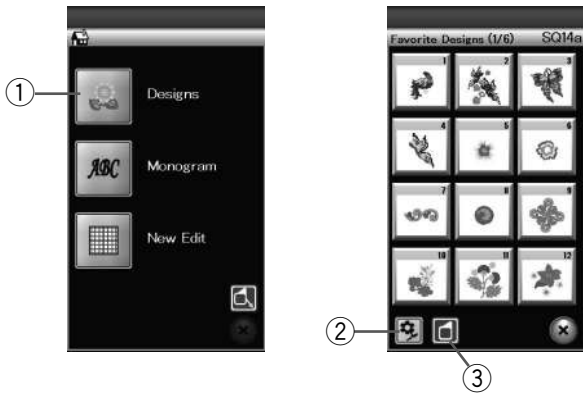 Designs
ABC
Monogram
New Edit
Favorite Designs (1/6) SQ14a
1 2 3
4 5 6
7 8 9
10 11 12
1
2
3